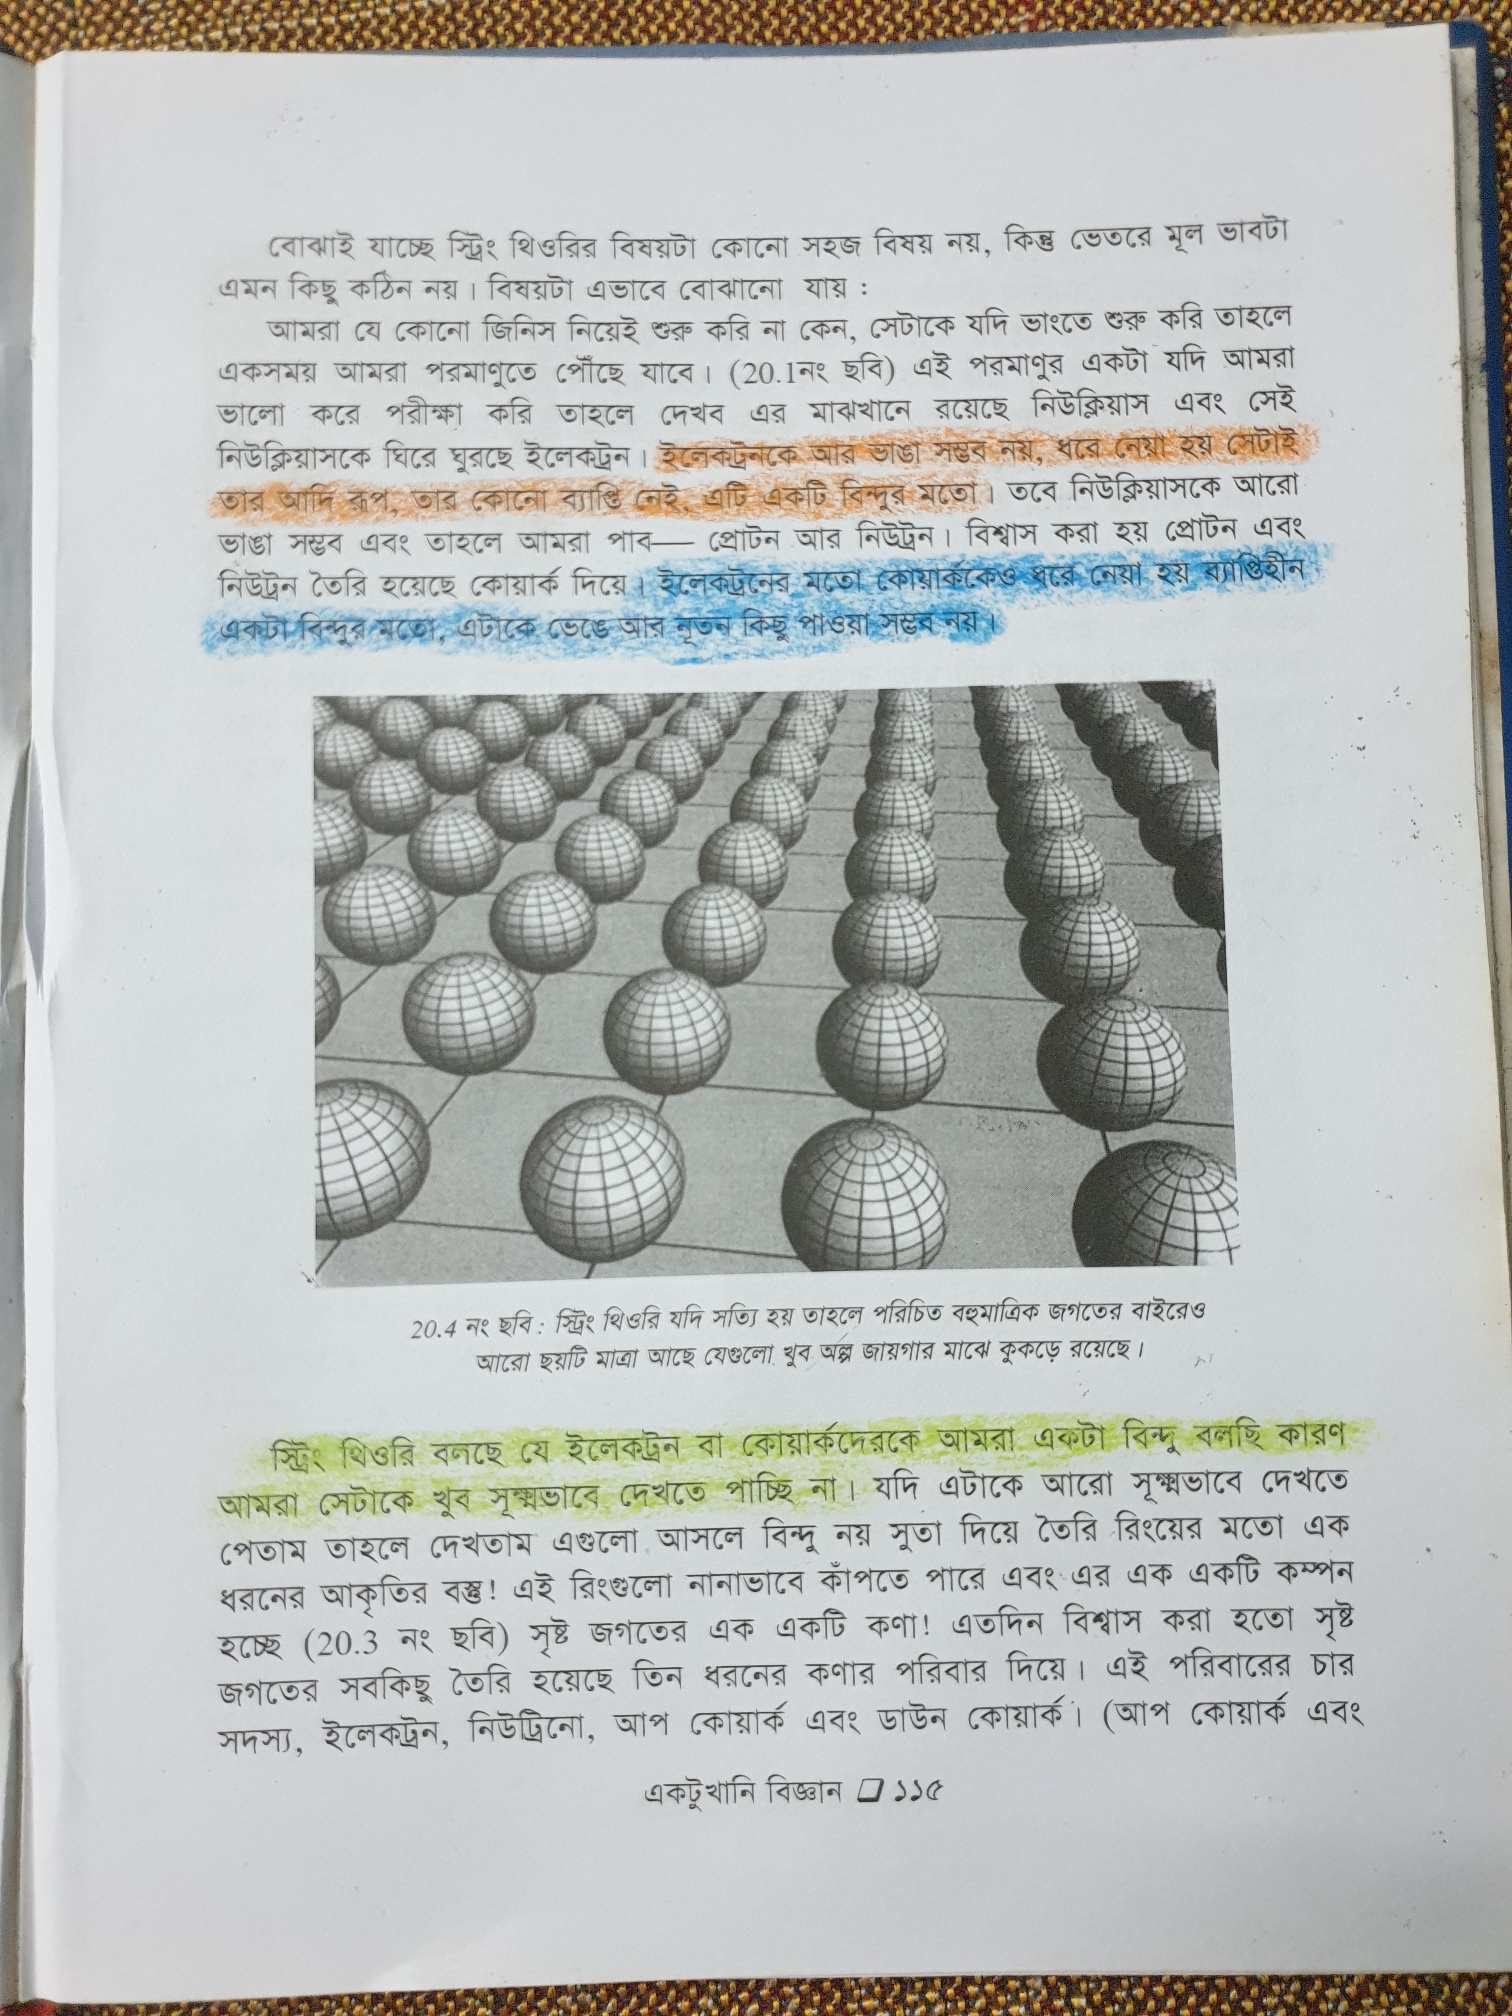 বোঝাই যাচ্ছে স্ট্রিং থিওরির বিষয়টা কোনো সহজ বিষয় নয়, কিন্তু ভেতরে মূল ভাবটা
এমন কিছু কঠিন নয়। বিষয়টা এভাবে বোঝানো যায় :
আমরা যে কোনো জিনিস নিয়েই শুরু করি না কেন, সেটাকে যদি ভাংতে শুরু করি তাহলে
একসময় আমরা পরমাণুতে পৌঁছে যাবে। (20.1নং ছবি) এই পরমাণুর একটা যদি আমরা
ভালো করে পরীক্ষা করি তাহলে দেখব এর মাঝখানে রয়েছে নিউক্লিয়াস এবং সেই
নিউক্লিয়াসকে ঘিরে ঘুরছে ইলেকট্রন। ইলেকট্রনকে আর ভাঙা সম্ভব নয়, ধরে নেয়া হয় সেটাই
তার আদি রূপ, তার কোনো ব্যাপ্তি নেই, এটি একটি বিন্দুর মতো। তবে নিউক্লিয়াসকে আরো
ভাঙা সম্ভব এবং তাহলে আমরা পাব— প্রোটন আর নিউট্রন। বিশ্বাস করা হয় প্রোটন এবং
নিউট্রন তৈরি হয়েছে কোয়ার্ক দিয়ে। ইলেকট্রনের মতো কোয়ার্ককেও ধরে নেয়া হয় ব্যাপ্তিহীন
একটা বিন্দুর মতো, এটাকে ভেঙে আর নূতন কিছু পাওয়া সম্ভব নয়।
20.4 নং ছবি : স্ট্রিং থিওরি যদি সত্যি হয় তাহলে পরিচিত বহুমাত্রিক জগতের বাইরেও
আরো ছয়টি মাত্রা আছে যেগুলো খুব অল্প জায়গার মাঝে কুকড়ে রয়েছে।
স্ট্রিং থিওরি বলছে যে ইলেকট্রন বা কোয়ার্কদেরকে আমরা একটা বিন্দু বলছি কারণ
আমরা সেটাকে খুব সূক্ষ্মভাবে দেখতে পাচ্ছি না। যদি এটাকে আরো সূক্ষ্মভাবে দেখতে
পেতাম তাহলে দেখতাম এগুলো আসলে বিন্দু নয় সুতা দিয়ে তৈরি রিংয়ের মতো এক
ধরনের আকৃতির বস্তু! এই রিংগুলো নানাভাবে কাঁপতে পারে এবং এর এক একটি কম্পন
হচ্ছে (20.3 নং ছবি) সৃষ্ট জগতের এক একটি কণা! এতদিন বিশ্বাস করা হতো সৃষ্ট
জগতের সবকিছু তৈরি হয়েছে তিন ধরনের কণার পরিবার দিয়ে। এই পরিবারের চার
সদস্য, ইলেকট্রন, নিউট্রিনো, আপ কোয়ার্ক এবং ডাউন কোয়ার্ক। (আপ কোয়ার্ক এবং
একটুখানি বিজ্ঞান ❑ ১১৫